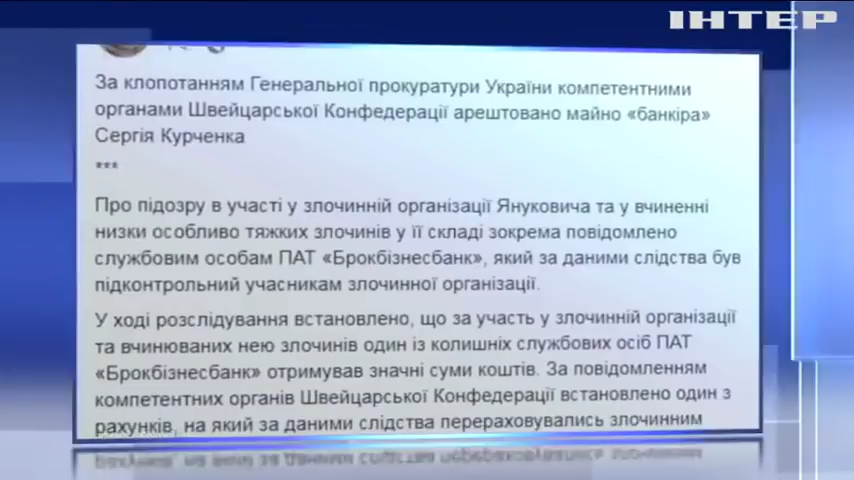 ІНТЕР
За клопотанням Генеральної прокуратури України компетентними
органами Швейцарської Конфедерації арештовано майно «банкіра»
Сергія Курченка
***
Про підозру в участі у злочинній організації Януковича та у вчиненні
низки особливо тяжких злочинів у її складі зокрема повідомлено
службовим особам ПАТ «Брокбізнесбанк», який за даними слідства був
підконтрольний учасникам злочинної організації.
У ході розслідування встановлено, що за участь у злочинній організації
та вчинюваних нею злочинів один із колишніх службових осіб ПАТ
«Брокбізнесбанк» отримував значні суми коштів. За повідомленням
компетентних органів Швейцарської Конфедерації встановлено один з
рахунків, на який за даними слідства перераховувались злочинним